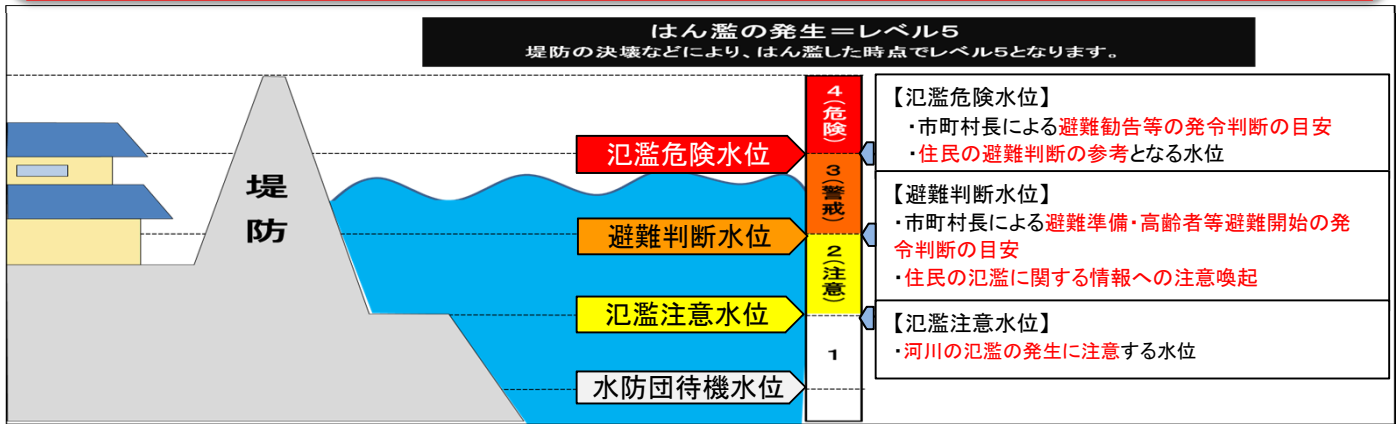 はん濫の発生＝レベル5
堤防の決壊などにより、はん濫した時点でレベル5となります。
堤防
氾濫危険水位
避難判断水位
氾濫注意水位
水防団待機水位
4（危険）
3（警戒）
2（注意）
1
【氾濫危険水位】
・市町村長による避難勧告等の発令判断の目安
・住民の避難判断の参考となる水位
【避難判断水位】
・市町村長による避難準備・高齢者等避難開始の発
令判断の目安
・住民の氾濫に関する情報への注意喚起
【氾濫注意水位】
・河川の氾濫の発生に注意する水位